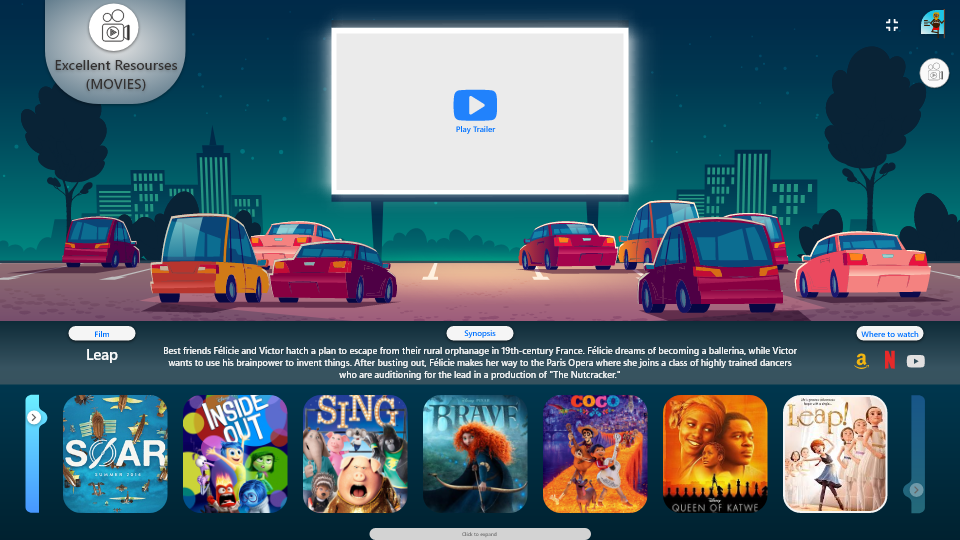 Excellent Resourses
(MOVIES)
Play Trailer
Film
Synopsis
Where to watch
Leap
Best friends Félicie and Victor hatch a plan to escape from their rural orphanage in 19th-century France. Félicie dreams of becoming a ballerina, while Victor
wants to use his brainpower to invent things. After busting out, Félicie makes her way to the Paris Opera where she joins a class of highly trained dancers
who are auditioning for the lead in a production of "The Nutcracker."
a
N
SOAR
SUMMER 2014
INSIDE
OUT
SING
BRAVE
COCO
Disney
QUEEN OF KATWE
Leap!
Click to expand